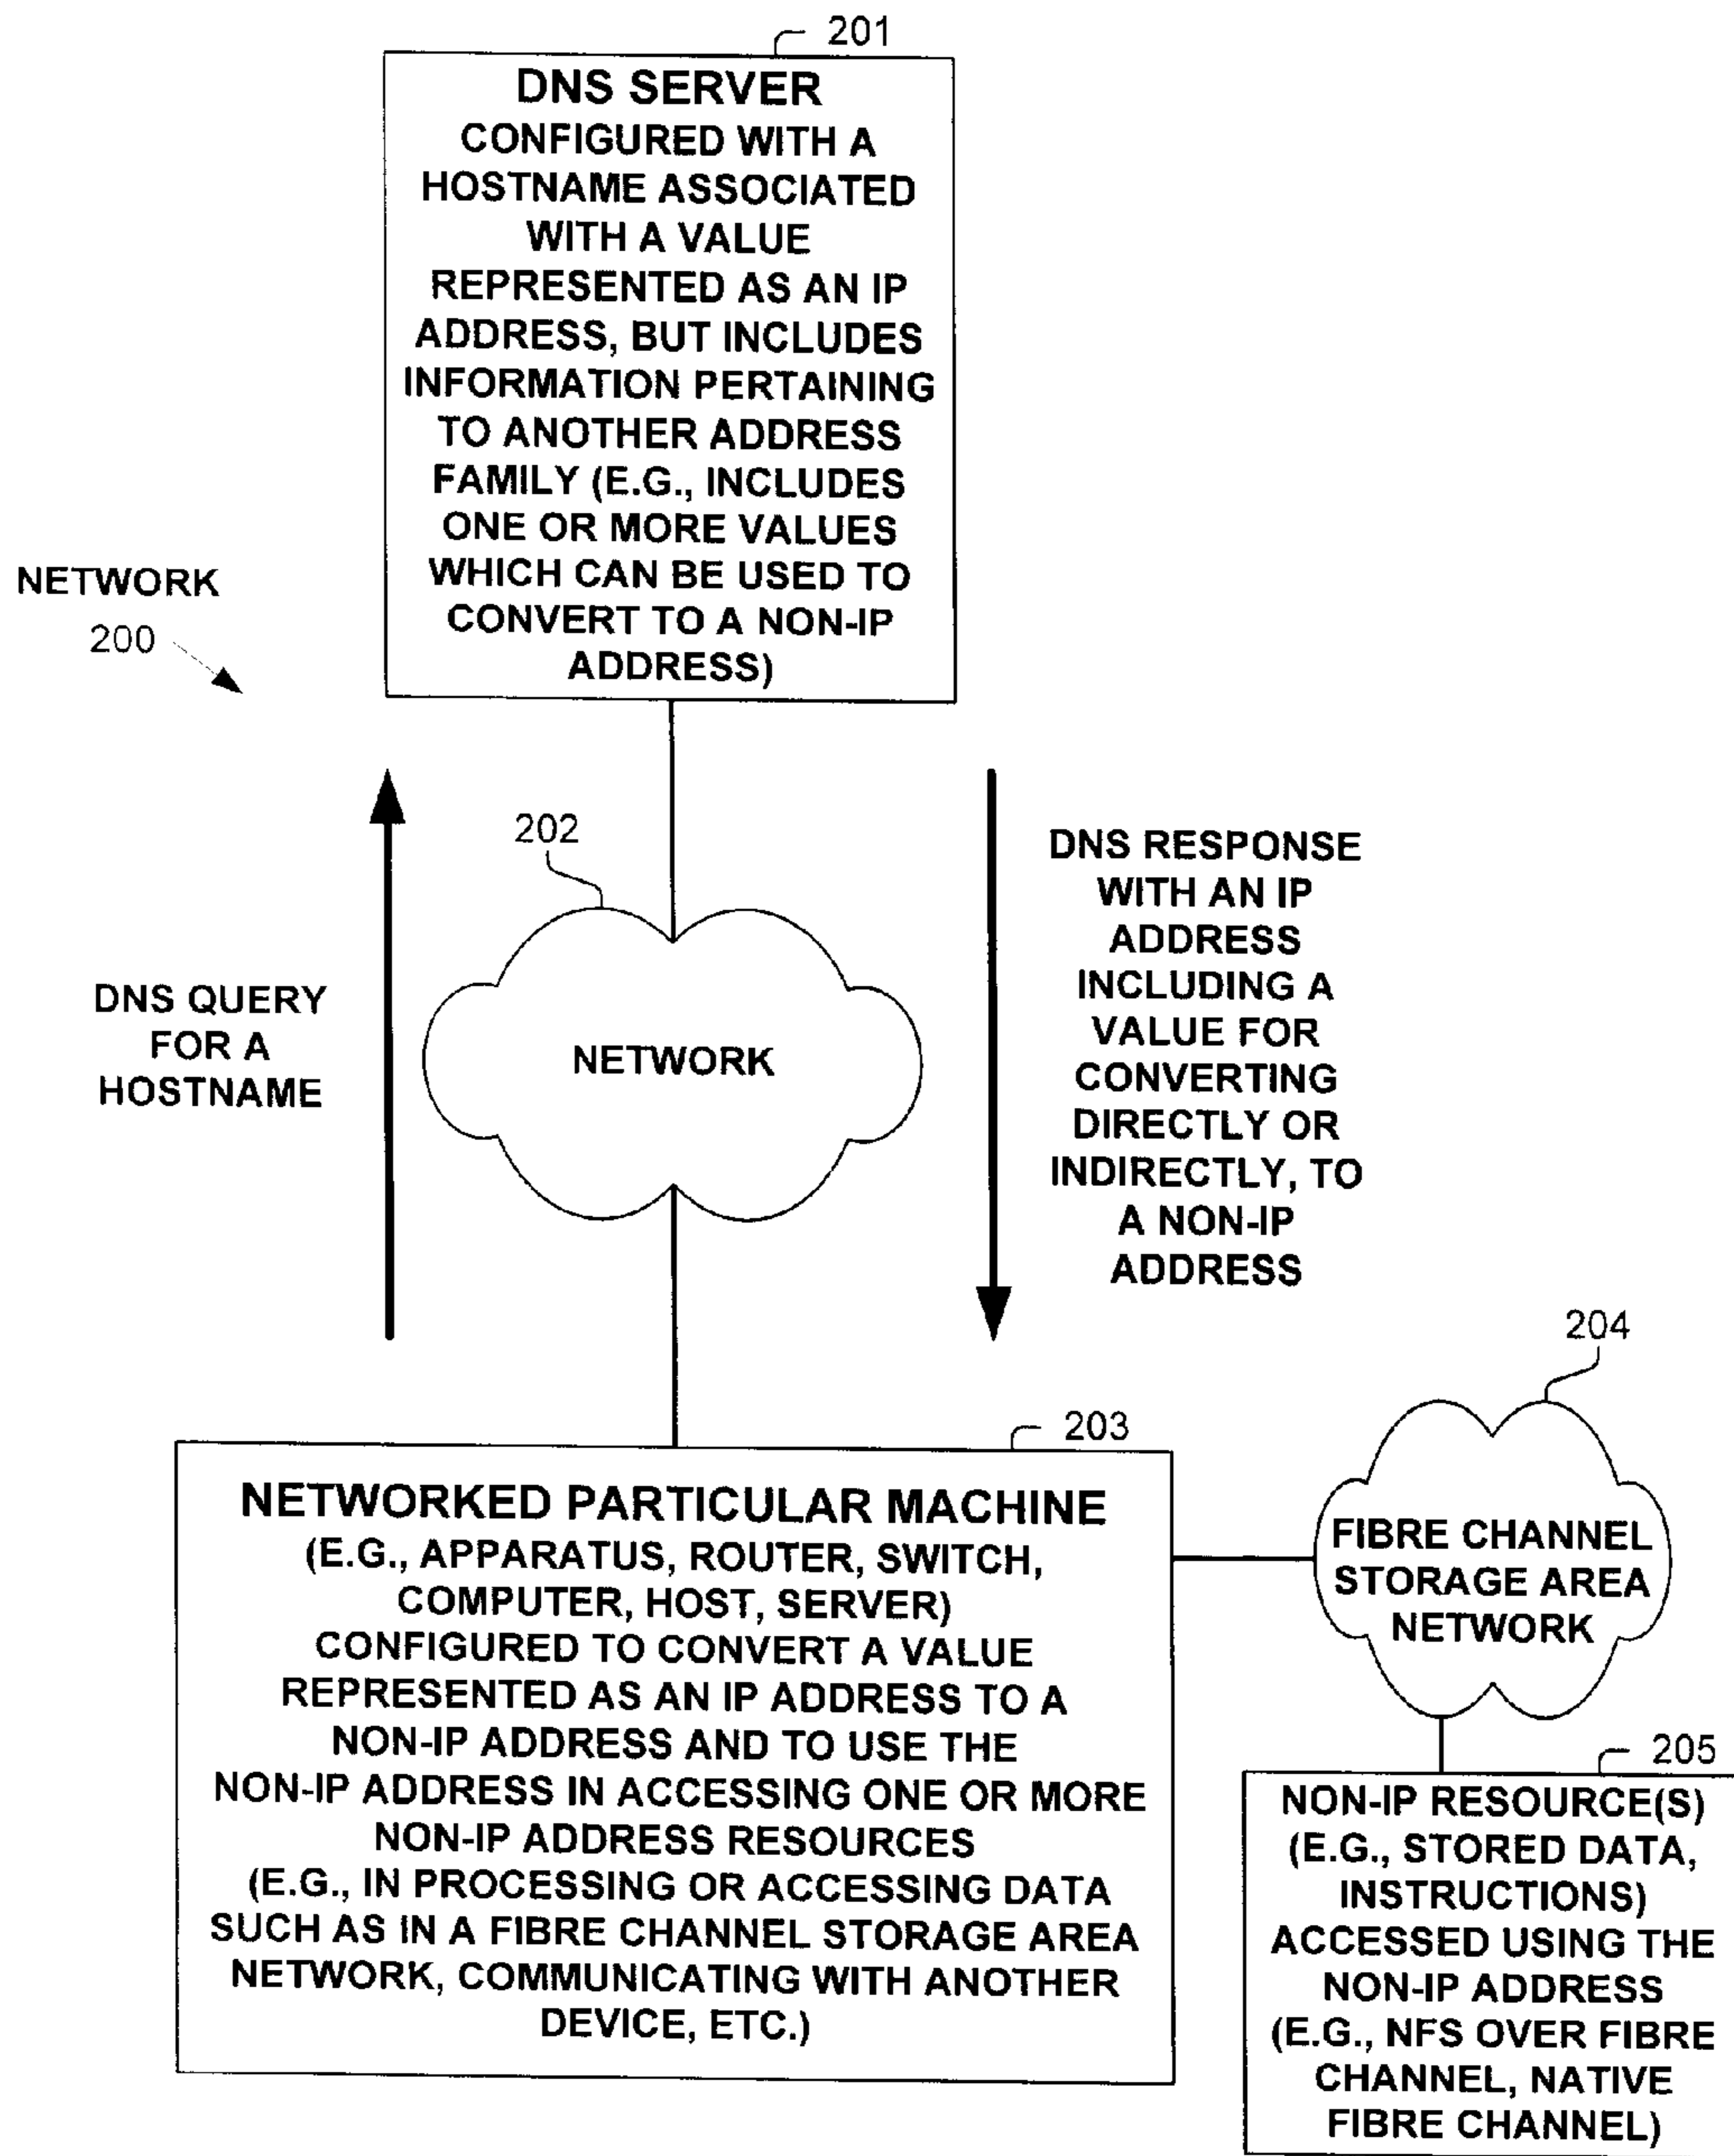 201
DNS SERVER
CONFIGURED WITH A
HOSTNAME ASSOCIATED
WITH A VALUE
REPRESENTED AS AN IP
ADDRESS, BUT INCLUDES
INFORMATION PERTAINING
TO ANOTHER ADDRESS
FAMILY (E.G., INCLUDES
ONE OR MORE VALUES
WHICH CAN BE USED TO
CONVERT TO A NON-IP
ADDRESS)
NETWORK
200
202
NETWORK
DNS QUERY
FOR A
HOSTNAME
DNS RESPONSE
WITH AN IP
ADDRESS
INCLUDING A
VALUE FOR
CONVERTING
DIRECTLY OR
INDIRECTLY, TO
A NON-IP
ADDRESS
203
NETWORKED PARTICULAR MACHINE
(E.G., APPARATUS, ROUTER, SWITCH,
COMPUTER, HOST, SERVER)
CONFIGURED TO CONVERT A VALUE
REPRESENTED AS AN IP ADDRESS TO A
NON-IP ADDRESS AND TO USE THE
NON-IP ADDRESS IN ACCESSING ONE OR MORE
NON-IP ADDRESS RESOURCES
(E.G., IN PROCESSING OR ACCESSING DATA
SUCH AS IN A FIBRE CHANNEL STORAGE AREA
NETWORK, COMMUNICATING WITH ANOTHER
DEVICE, ETC.)
204
FIBRE CHANNEL
STORAGE AREA
NETWORK
205
NON-IP RESOURCE(S)
(E.G., STORED DATA,
INSTRUCTIONS)
ACCESSED USING THE
NON-IP ADDRESS
(E.G., NFS OVER FIBRE
CHANNEL, NATIVE
FIBRE CHANNEL)